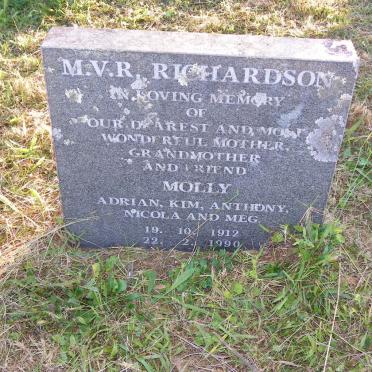 M.V.R. RICHARDSON
IN LOVING MEMORY
OF
OUR DEAREST AND MOST
WONDERFUL MOTHER,
GRANDMOTHER
AND FRIEND
MOLLY
ADRIAN, KIM, ANTHONY,
NICOLA AND MEG
19. 10. 1912
22. 2. 1990